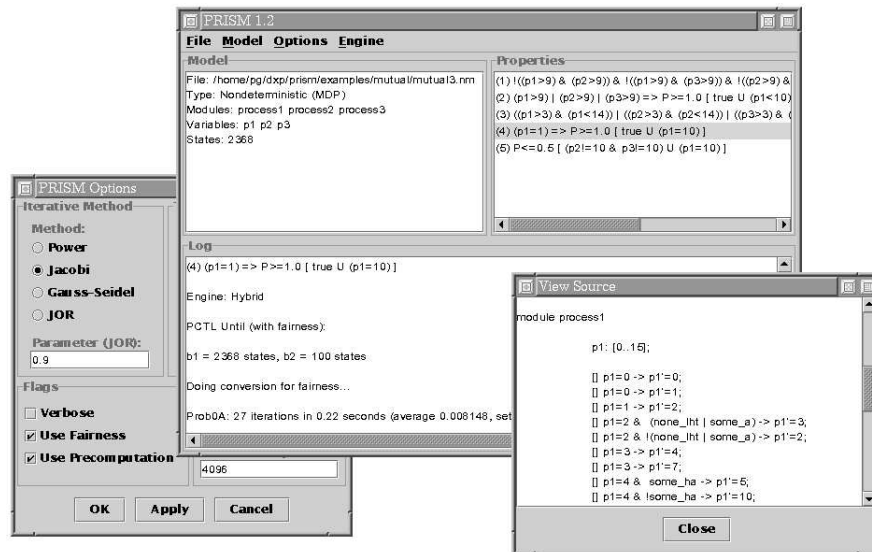 PRISM 1.2
File Model Options Engine
Model
File: /home/pg/dxp/prism/examples/mutual/mutual3.nm
Type: Nondeterministic (MDP)
Modules: process1 process2 process3
Variables: p1 p2 p3
States: 2368
Properties
(1) !((p1>9) & (p2>9)) & !((p1>9) & (p3>9)) & !((p2>9) &
(2) (p1>9) | (p2>9) | (p3>9) => P>=1.0 [ true U (p1<10)
(3) ((p1>3) & (p1<14)) | ((p2>3) & (p2<14)) | ((p3>3) & (
(4) (p1=1) => P>=1.0 [ true U (p1=10) ]
(5) P<=0.5 [ (p2!=10 & p3!=10) U (p1=10) ]
Log
(4) (p1=1) => P>=1.0 [ true U (p1=10) ]
Engine: Hybrid
PCTL Until (with fairness):
b1 = 2368 states, b2 = 100 states
Doing conversion for fairness...
Prob0A: 27 iterations in 0.22 seconds (average 0.008148, set
PRISM Options
Iterative Method
Method:
Power
Jacobi
Gauss-Seidel
JOR
Parameter (JOR):
0.9
Flags
Verbose
Use Fairness
Use Precomputation
4096
OK Apply Cancel
View Source
module process1
p1: [0..15];
[] p1=0 -> p1'=0;
[] p1=0 -> p1'=1;
[] p1=1 -> p1'=2;
[] p1=2 & (none_lht | some_a) -> p1'=3;
[] p1=2 & !(none_lht | some_a) -> p1'=2;
[] p1=3 -> p1'=4;
[] p1=3 -> p1'=7;
[] p1=4 & some_ha -> p1'=5;
[] p1=4 & !some_ha -> p1'=10;
Close